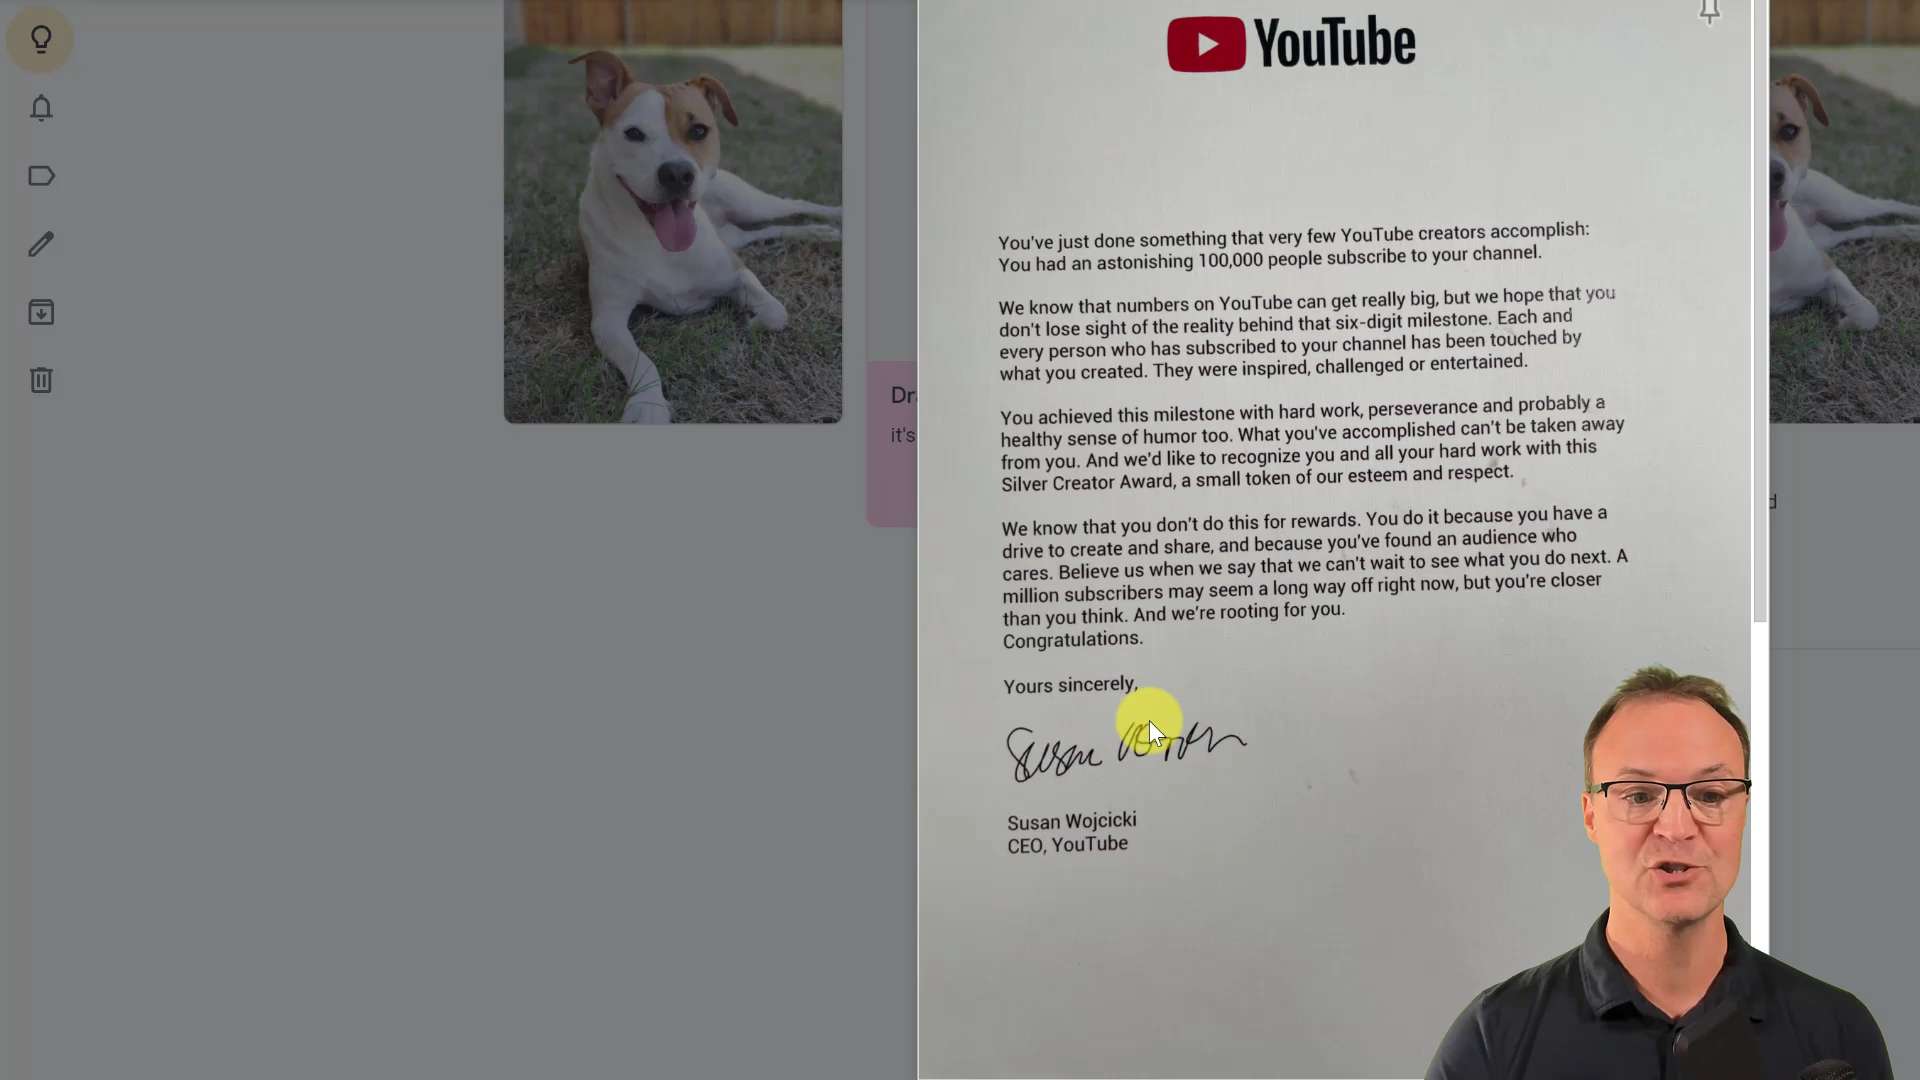 YouTube
You've just done something that very few YouTube creators accomplish:
You had an astonishing 100,000 people subscribe to your channel.
We know that numbers on YouTube can get really big, but we hope that you
don't lose sight of the reality behind that six-digit milestone. Each and
every person who has subscribed to your channel has been touched by
what you created. They were inspired, challenged or entertained.
You achieved this milestone with hard work, perseverance and probably a
healthy sense of humor too. What you've accomplished can't be taken away
from you. And we'd like to recognize you and all your hard work with this
Silver Creator Award, a small token of our esteem and respect.
We know that you don't do this for rewards. You do it because you have a
drive to create and share, and because you've found an audience who
cares. Believe us when we say that we can't wait to see what you do next. A
million subscribers may seem a long way off right now, but you're closer
than you think. And we're rooting for you.
Congratulations.
Yours sincerely,
Susan
Susan Wojcicki
CEO, YouTube
it's